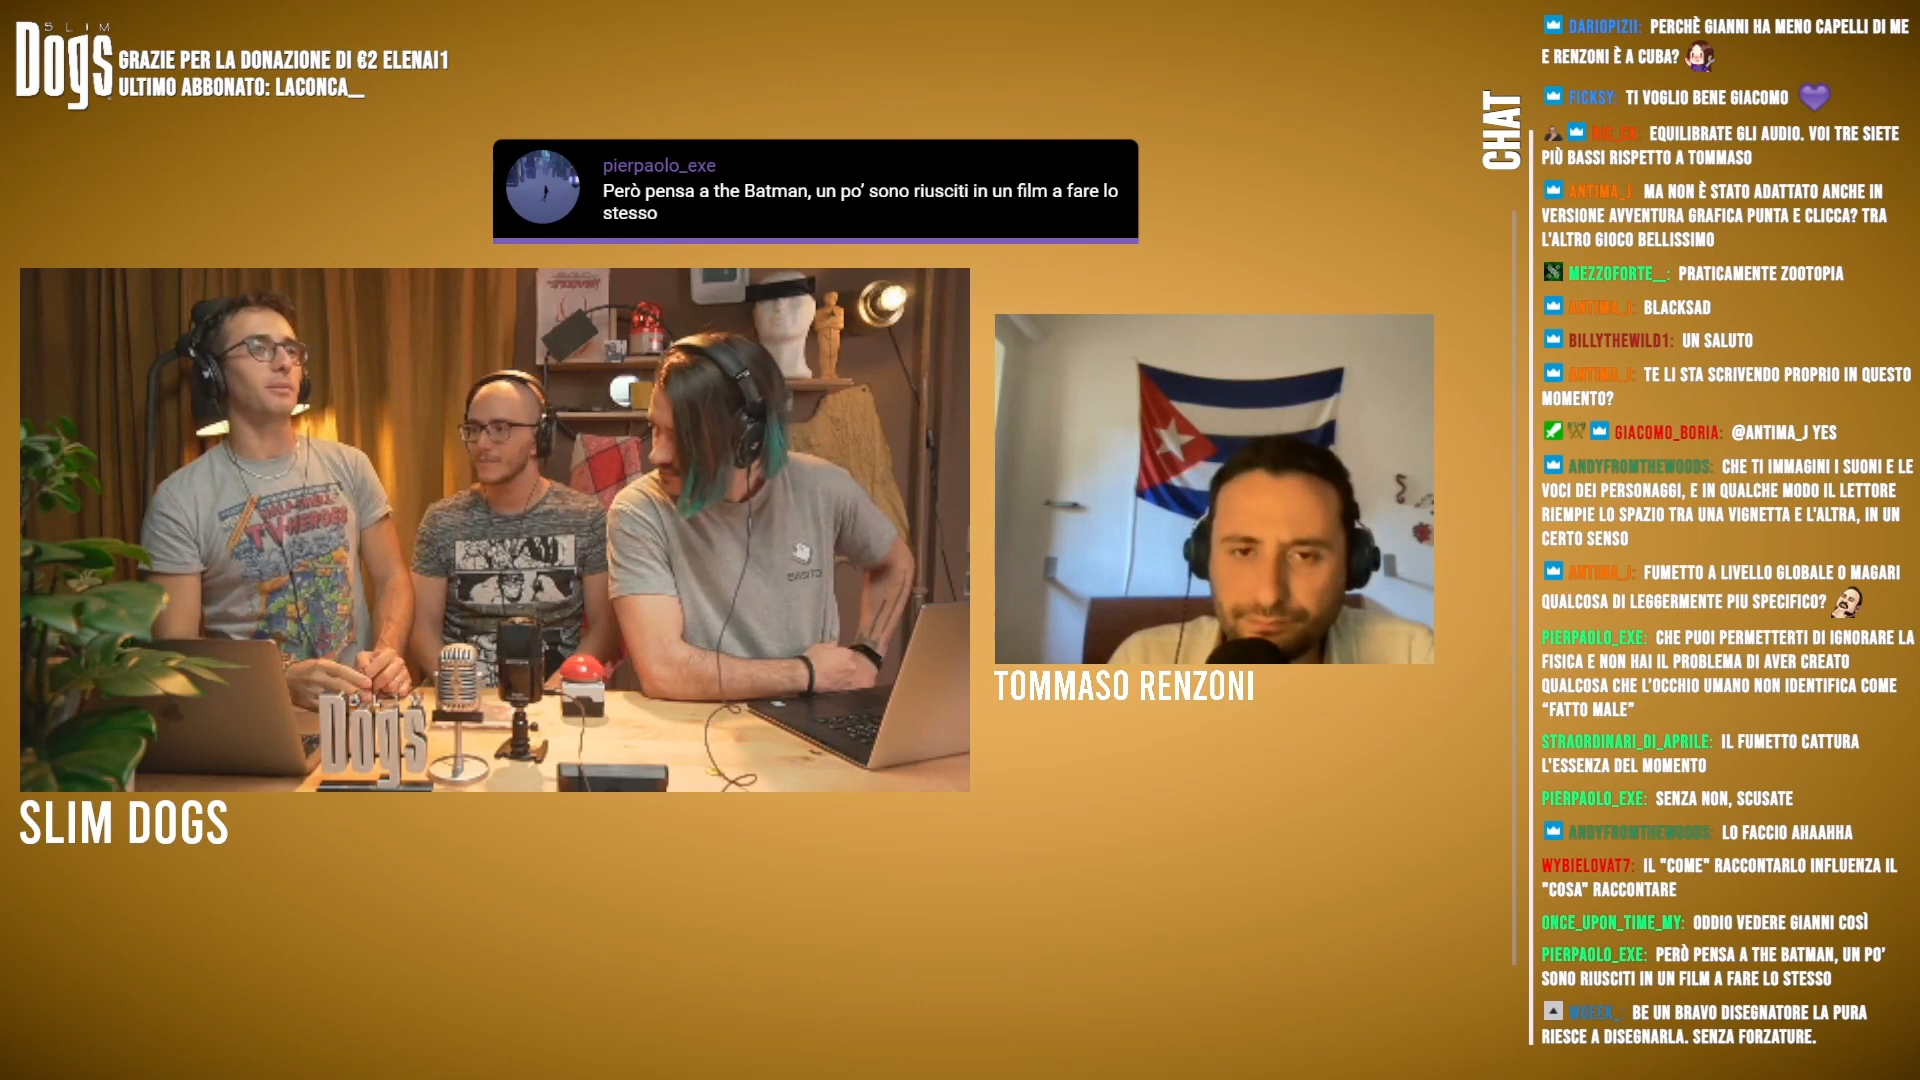 SLIM
Dogs
GRAZIE PER LA DONAZIONE DI €2 ELENAI1
ULTIMO ABBONATO: LACONCA__
pierpaolo_exe
Però pensa a the Batman, un po’ sono riusciti in un film a fare lo
stesso
TV-HEROES
BASITO
Dogs
SLIM DOGS
TOMMASO RENZONI
CHAT
DARIOPIZII: PERCHÈ GIANNI HA MENO CAPELLI DI ME
E RENZONI È A CUBA?
FICKSY: TI VOGLIO BENE GIACOMO
EQUILIBRATE GLI AUDIO. VOI TRE SIETE
PIÙ BASSI RISPETTO A TOMMASO
ANTIMA_J: MA NON È STATO ADATTATO ANCHE IN
VERSIONE AVVENTURA GRAFICA PUNTA E CLICCA? TRA
L'ALTRO GIOCO BELLISSIMO
MEZZOFORTE__: PRATICAMENTE ZOOTOPIA
ANTIMA_J: BLACKSAD
BILLYTHEWILD1: UN SALUTO
ANTIMA_J: TE LI STA SCRIVENDO PROPRIO IN QUESTO
MOMENTO?
GIACOMO_BORIA: @ANTIMA_J YES
ANDYFROMTHEWOODS: CHE TI IMMAGINI I SUONI E LE
VOCI DEI PERSONAGGI, E IN QUALCHE MODO IL LETTORE
RIEMPIE LO SPAZIO TRA UNA VIGNETTA E L'ALTRA, IN UN
CERTO SENSO
ANTIMA_J: FUMETTO A LIVELLO GLOBALE O MAGARI
QUALCOSA DI LEGGERMENTE PIU SPECIFICO?
PIERPAOLO_EXE: CHE PUOI PERMETTERTI DI IGNORARE LA
FISICA E NON HAI IL PROBLEMA DI AVER CREATO
QUALCOSA CHE L’OCCHIO UMANO NON IDENTIFICA COME
“FATTO MALE”
STRAORDINARI_DI_APRILE: IL FUMETTO CATTURA
L'ESSENZA DEL MOMENTO
PIERPAOLO_EXE: SENZA NON, SCUSATE
ANDYFROMTHEWOODS: LO FACCIO AHAAHHA
WYBIELOVAT7: IL "COME" RACCONTARLO INFLUENZA IL
"COSA" RACCONTARE
ONCE_UPON_TIME_MY: ODDIO VEDERE GIANNI COSÌ
PIERPAOLO_EXE: PERÒ PENSA A THE BATMAN, UN PO’
SONO RIUSCITI IN UN FILM A FARE LO STESSO
WGEEK_: BE UN BRAVO DISEGNATORE LA PURA
RIESCE A DISEGNARLA. SENZA FORZATURE.